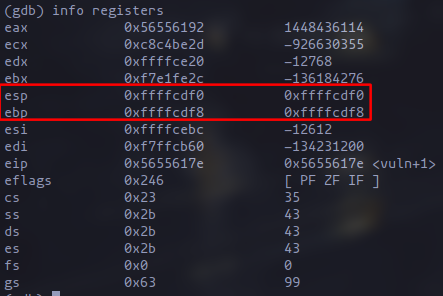 (gdb) info registers
eax 0x56556192 1448436114
ecx 0xc8c4be2d -926630355
edx 0xffffce20 -12768
ebx 0xf7e1fe2c -136184276
esp 0xffffcdf0 0xffffcdf0
ebp 0xffffcdf8 0xffffcdf8
esi 0xffffcebc -12612
edi 0xf7ffcb60 -134231200
eip 0x5655617e 0x5655617e <vuln+1>
eflags 0x246 [ PF ZF IF ]
cs 0x23 35
ss 0x2b 43
ds 0x2b 43
es 0x2b 43
fs 0x0 0
gs 0x63 99